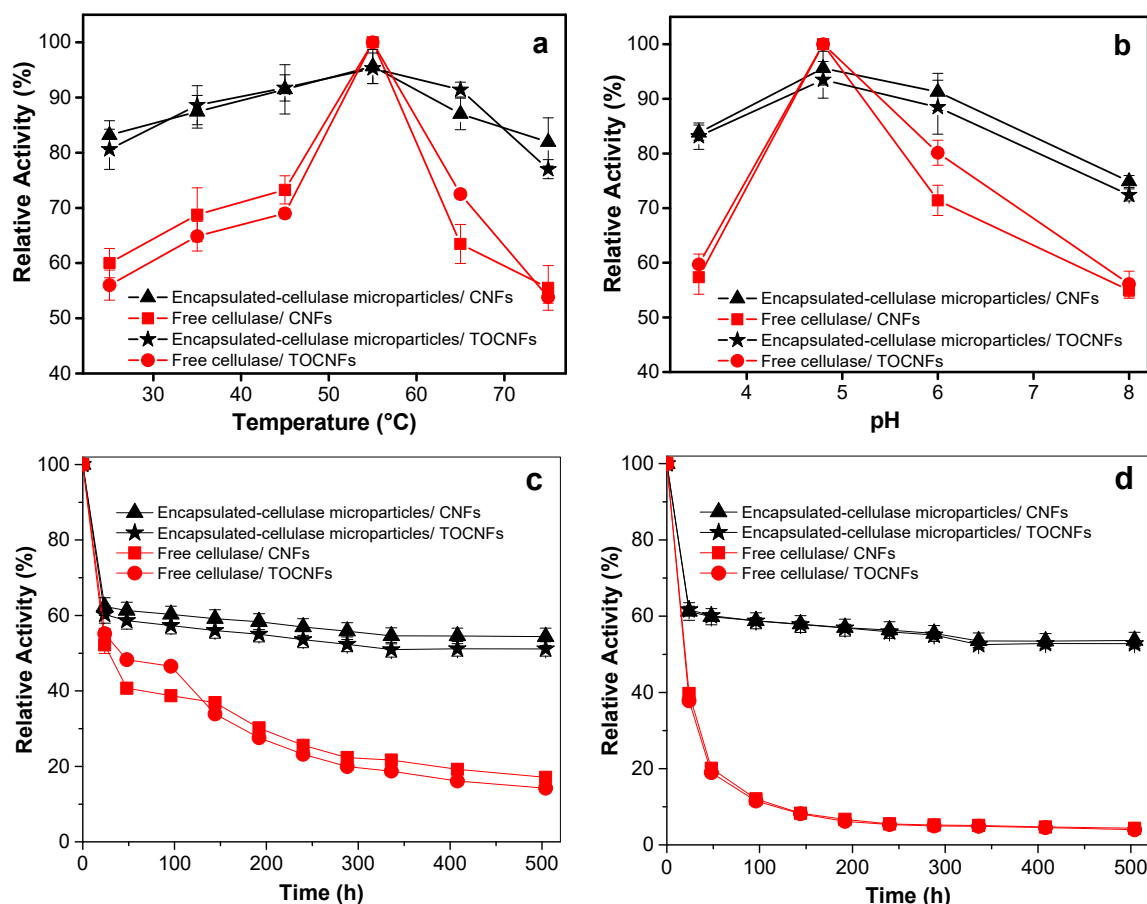 a
100
90
80
70
60
50
40
Relative Activity (%)
Encapsulated-cellulase microparticles/ CNFs
Free cellulase/ CNFs
Encapsulated-cellulase microparticles/ TOCNFs
Free cellulase/ TOCNFs
30 40 50 60 70
Temperature (°C)
b
100
90
80
70
60
50
40
Relative Activity (%)
Encapsulated-cellulase microparticles/ CNFs
Free cellulase/ CNFs
Encapsulated-cellulase microparticles/ TOCNFs
Free cellulase/ TOCNFs
4 5 6 7 8
pH
c
100
80
60
40
20
0
Relative Activity (%)
Encapsulated-cellulase microparticles/ CNFs
Encapsulated-cellulase microparticles/ TOCNFs
Free cellulase/ CNFs
Free cellulase/ TOCNFs
0 100 200 300 400 500
Time (h)
d
100
80
60
40
20
0
Relative Activity (%)
Encapsulated-cellulase microparticles/ CNFs
Encapsulated-cellulase microparticles/ TOCNFs
Free cellulase/ CNFs
Free cellulase/ TOCNFs
0 100 200 300 400 500
Time (h)